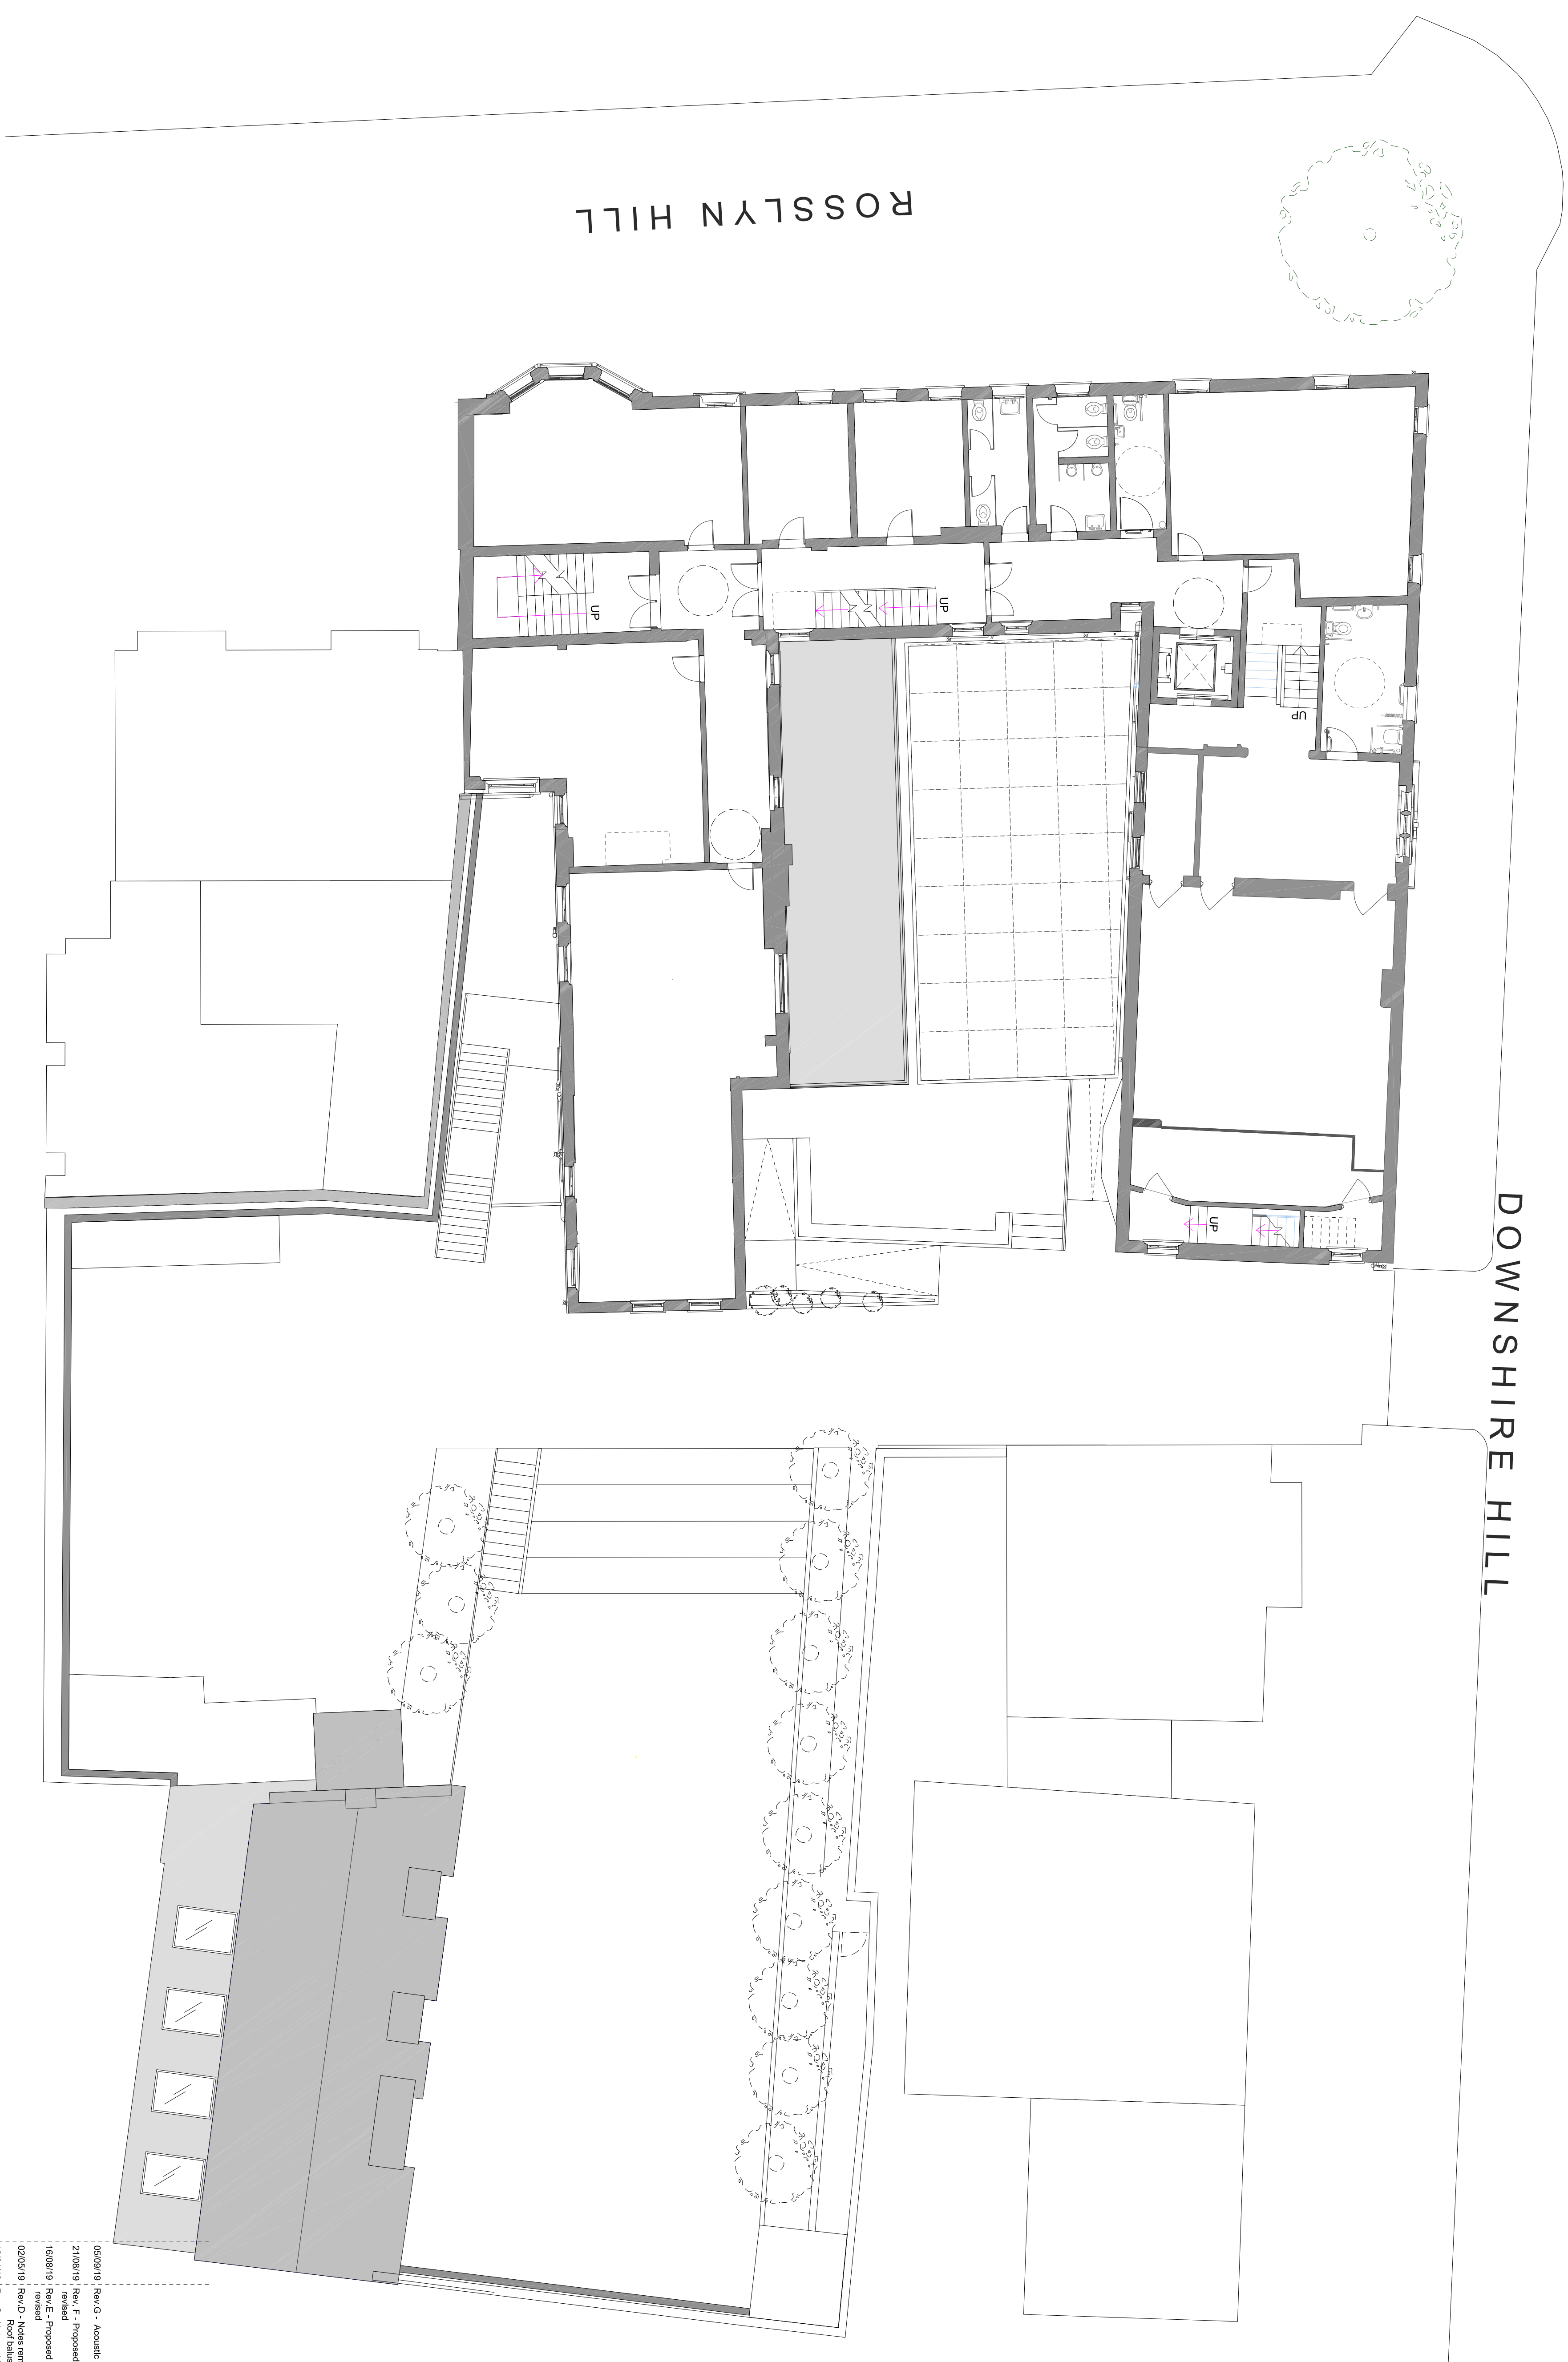 ROSSLYN HILL
UP
UP
UP
UP
DOWNSHIRE HILL
05/09/19 Rev.G - Acoustic
21/08/19 Rev. F - Proposed
revised
16/08/19 Rev.E - Proposed
revised
02/05/19 Rev.D - Notes